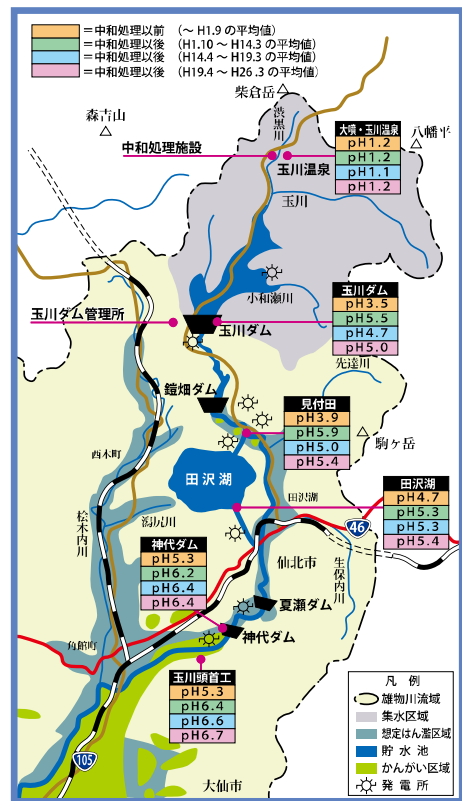 =中和処理以前 (~ H1.9 の平均値)
=中和処理以後 (H1.10 ~ H14.3 の平均値)
=中和処理以後 (H14.4 ~ H19.3 の平均値)
=中和処理以後 (H19.4 ~ H26.3 の平均値)
柴倉岳
森吉山
渋黒川
八幡平
中和処理施設
玉川温泉
大噴・玉川温泉
pH1.2
pH1.2
pH1.1
pH1.2
玉川
小和瀬川
玉川ダム管理所
玉川ダム
玉川ダム
pH3.5
pH5.5
pH4.7
pH5.0
先達川
鎧畑ダム
見付田
pH3.9
pH5.9
pH5.0
pH5.4
駒ヶ岳
西木町
田沢湖
田沢湖
田沢湖
pH4.7
pH5.3
pH5.3
pH5.4
桧木内川
潟尻川
46
神代ダム
pH5.3
pH6.2
pH6.4
pH6.4
仙北市
生保内川
夏瀬ダム
神代ダム
角館町
玉川頭首工
pH5.3
pH6.4
pH6.6
pH6.7
105
大仙市
凡例
雄物川流域
集水区域
想定はん濫区域
貯水池
かんがい区域
発電所